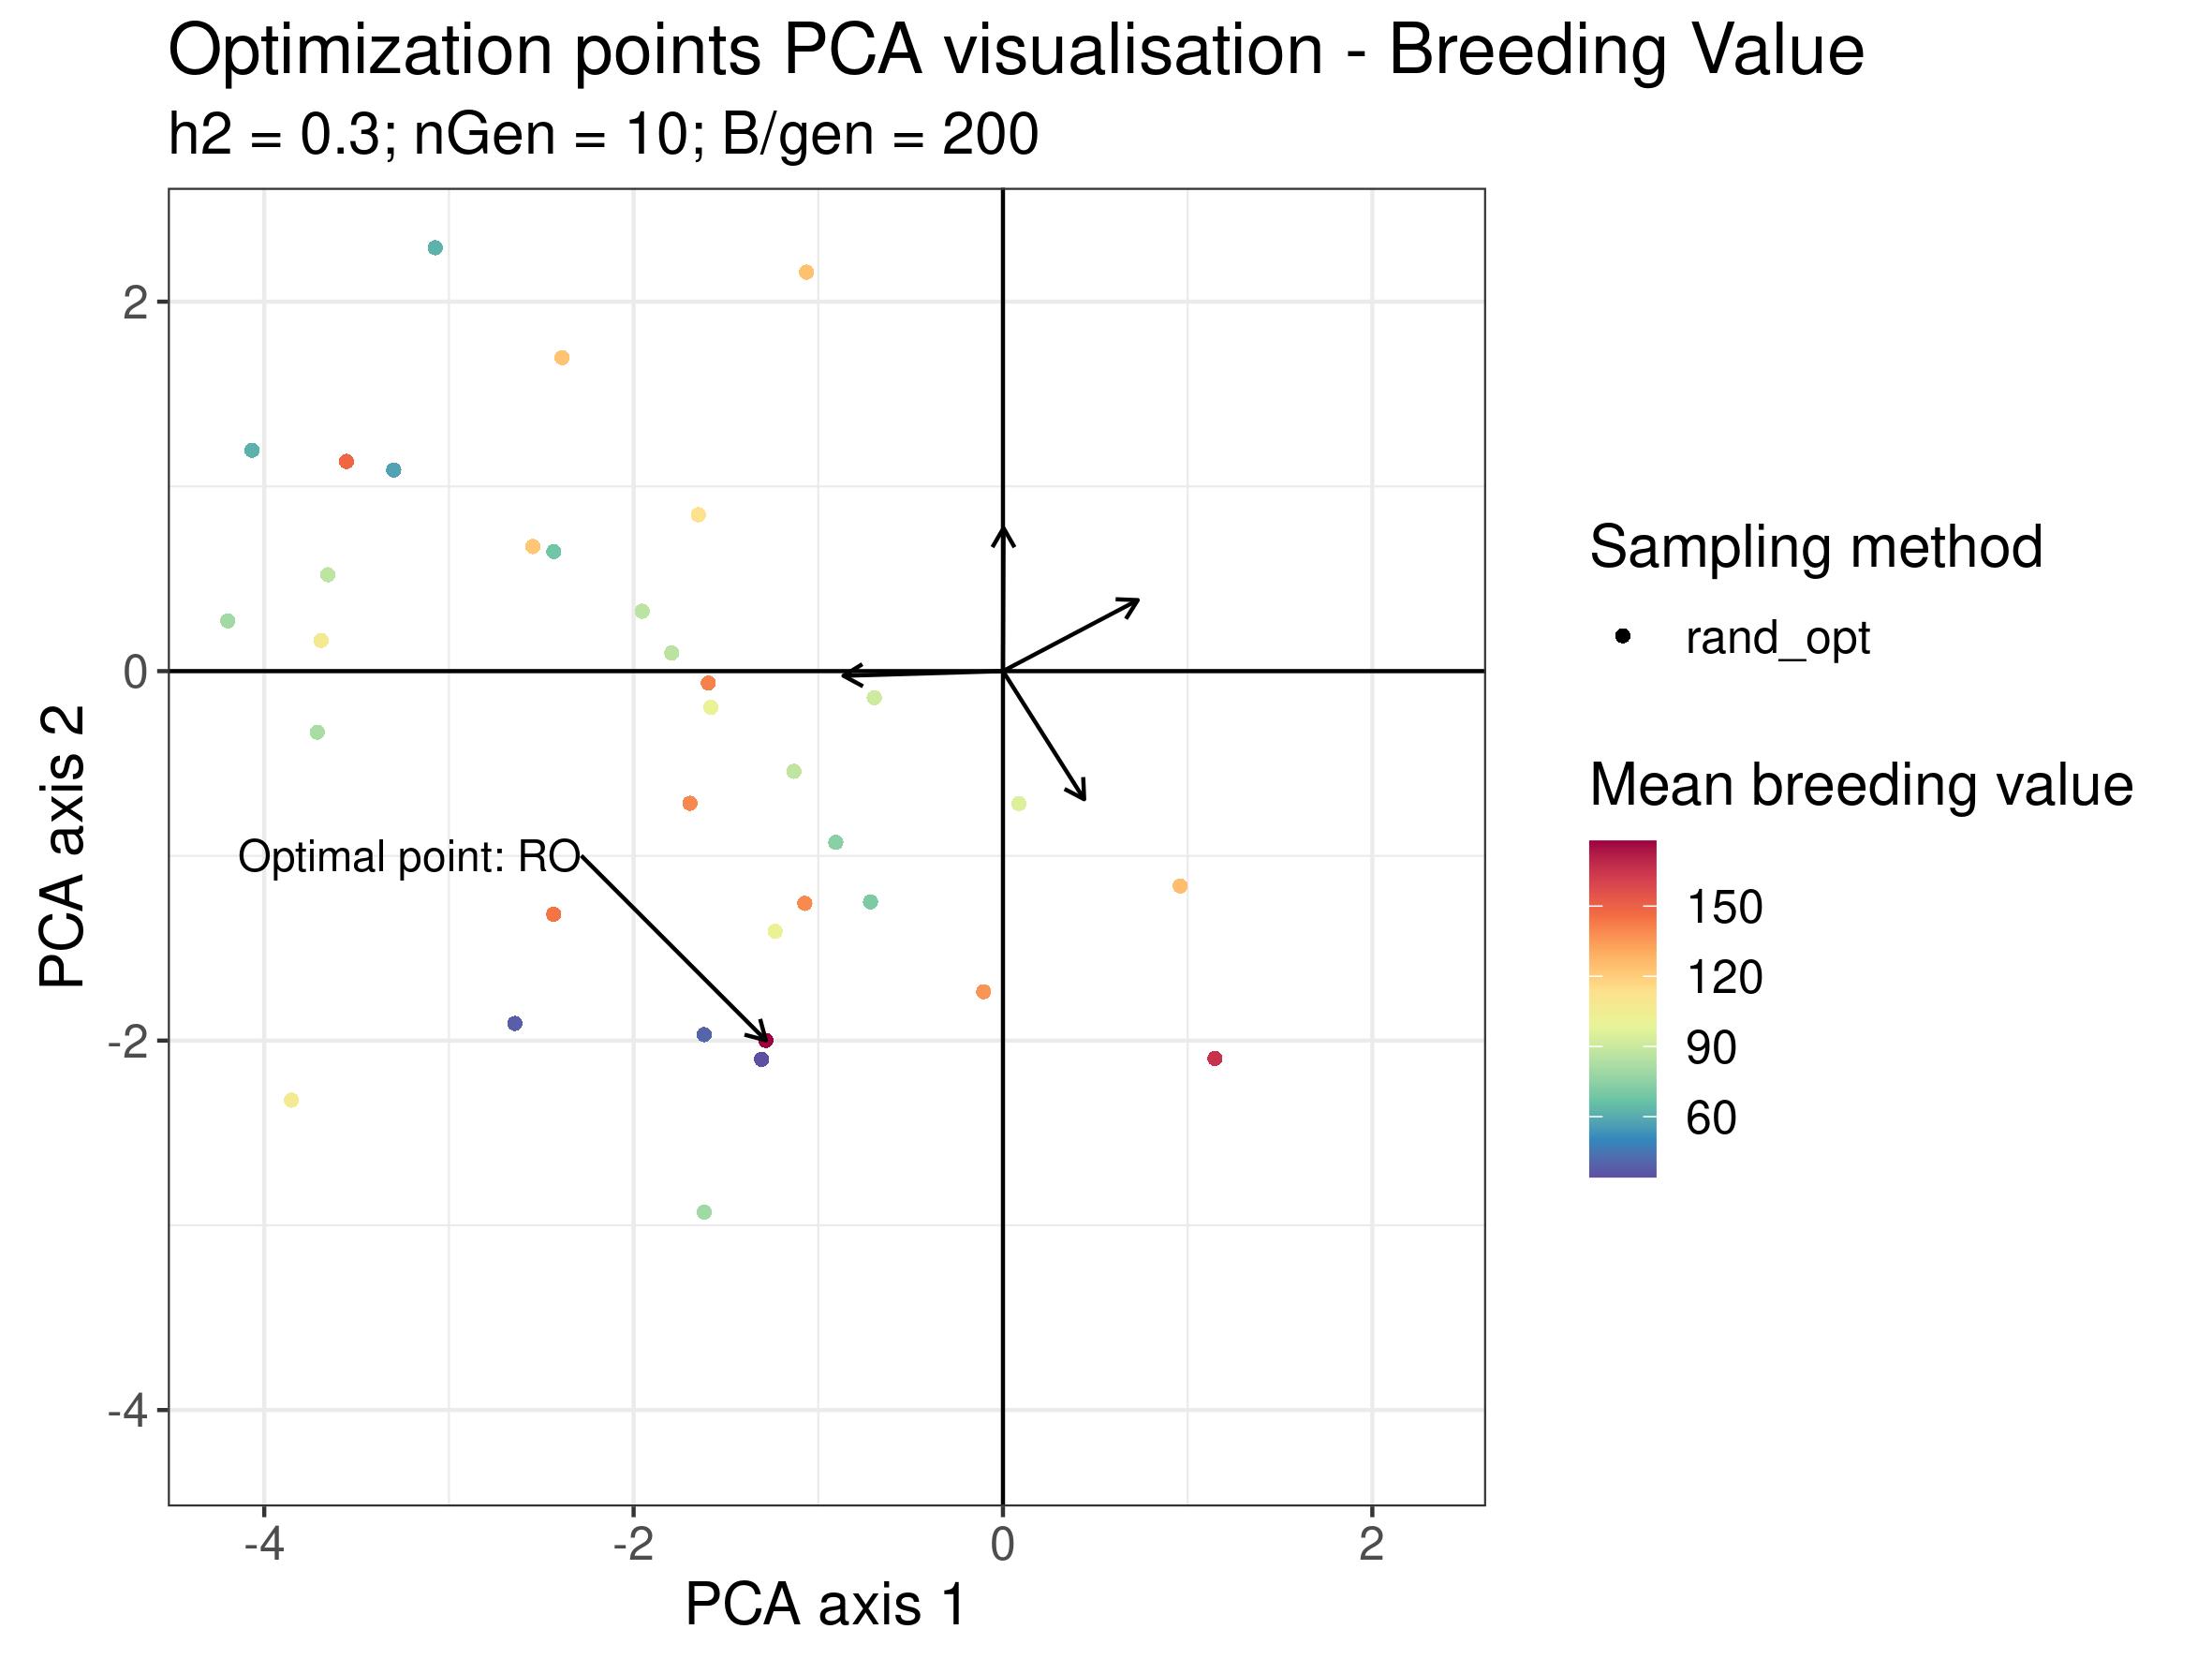 Optimization points PCA visualisation - Breeding Value
h2 = 0.3; nGen = 10; B/gen = 200
PCA axis 2
2
0
-2
-4
Optimal point: RO
-4
-2
0
2
PCA axis 1
Sampling method
rand_opt
Mean breeding value
150
120
90
60